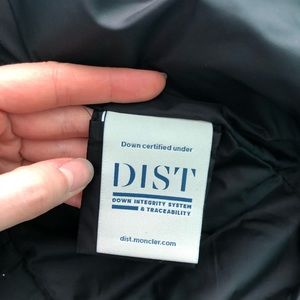 Down certified under
DIST
DOWN INTEGRITY SYSTEM
& TRACEABILITY
dist.moncler.com